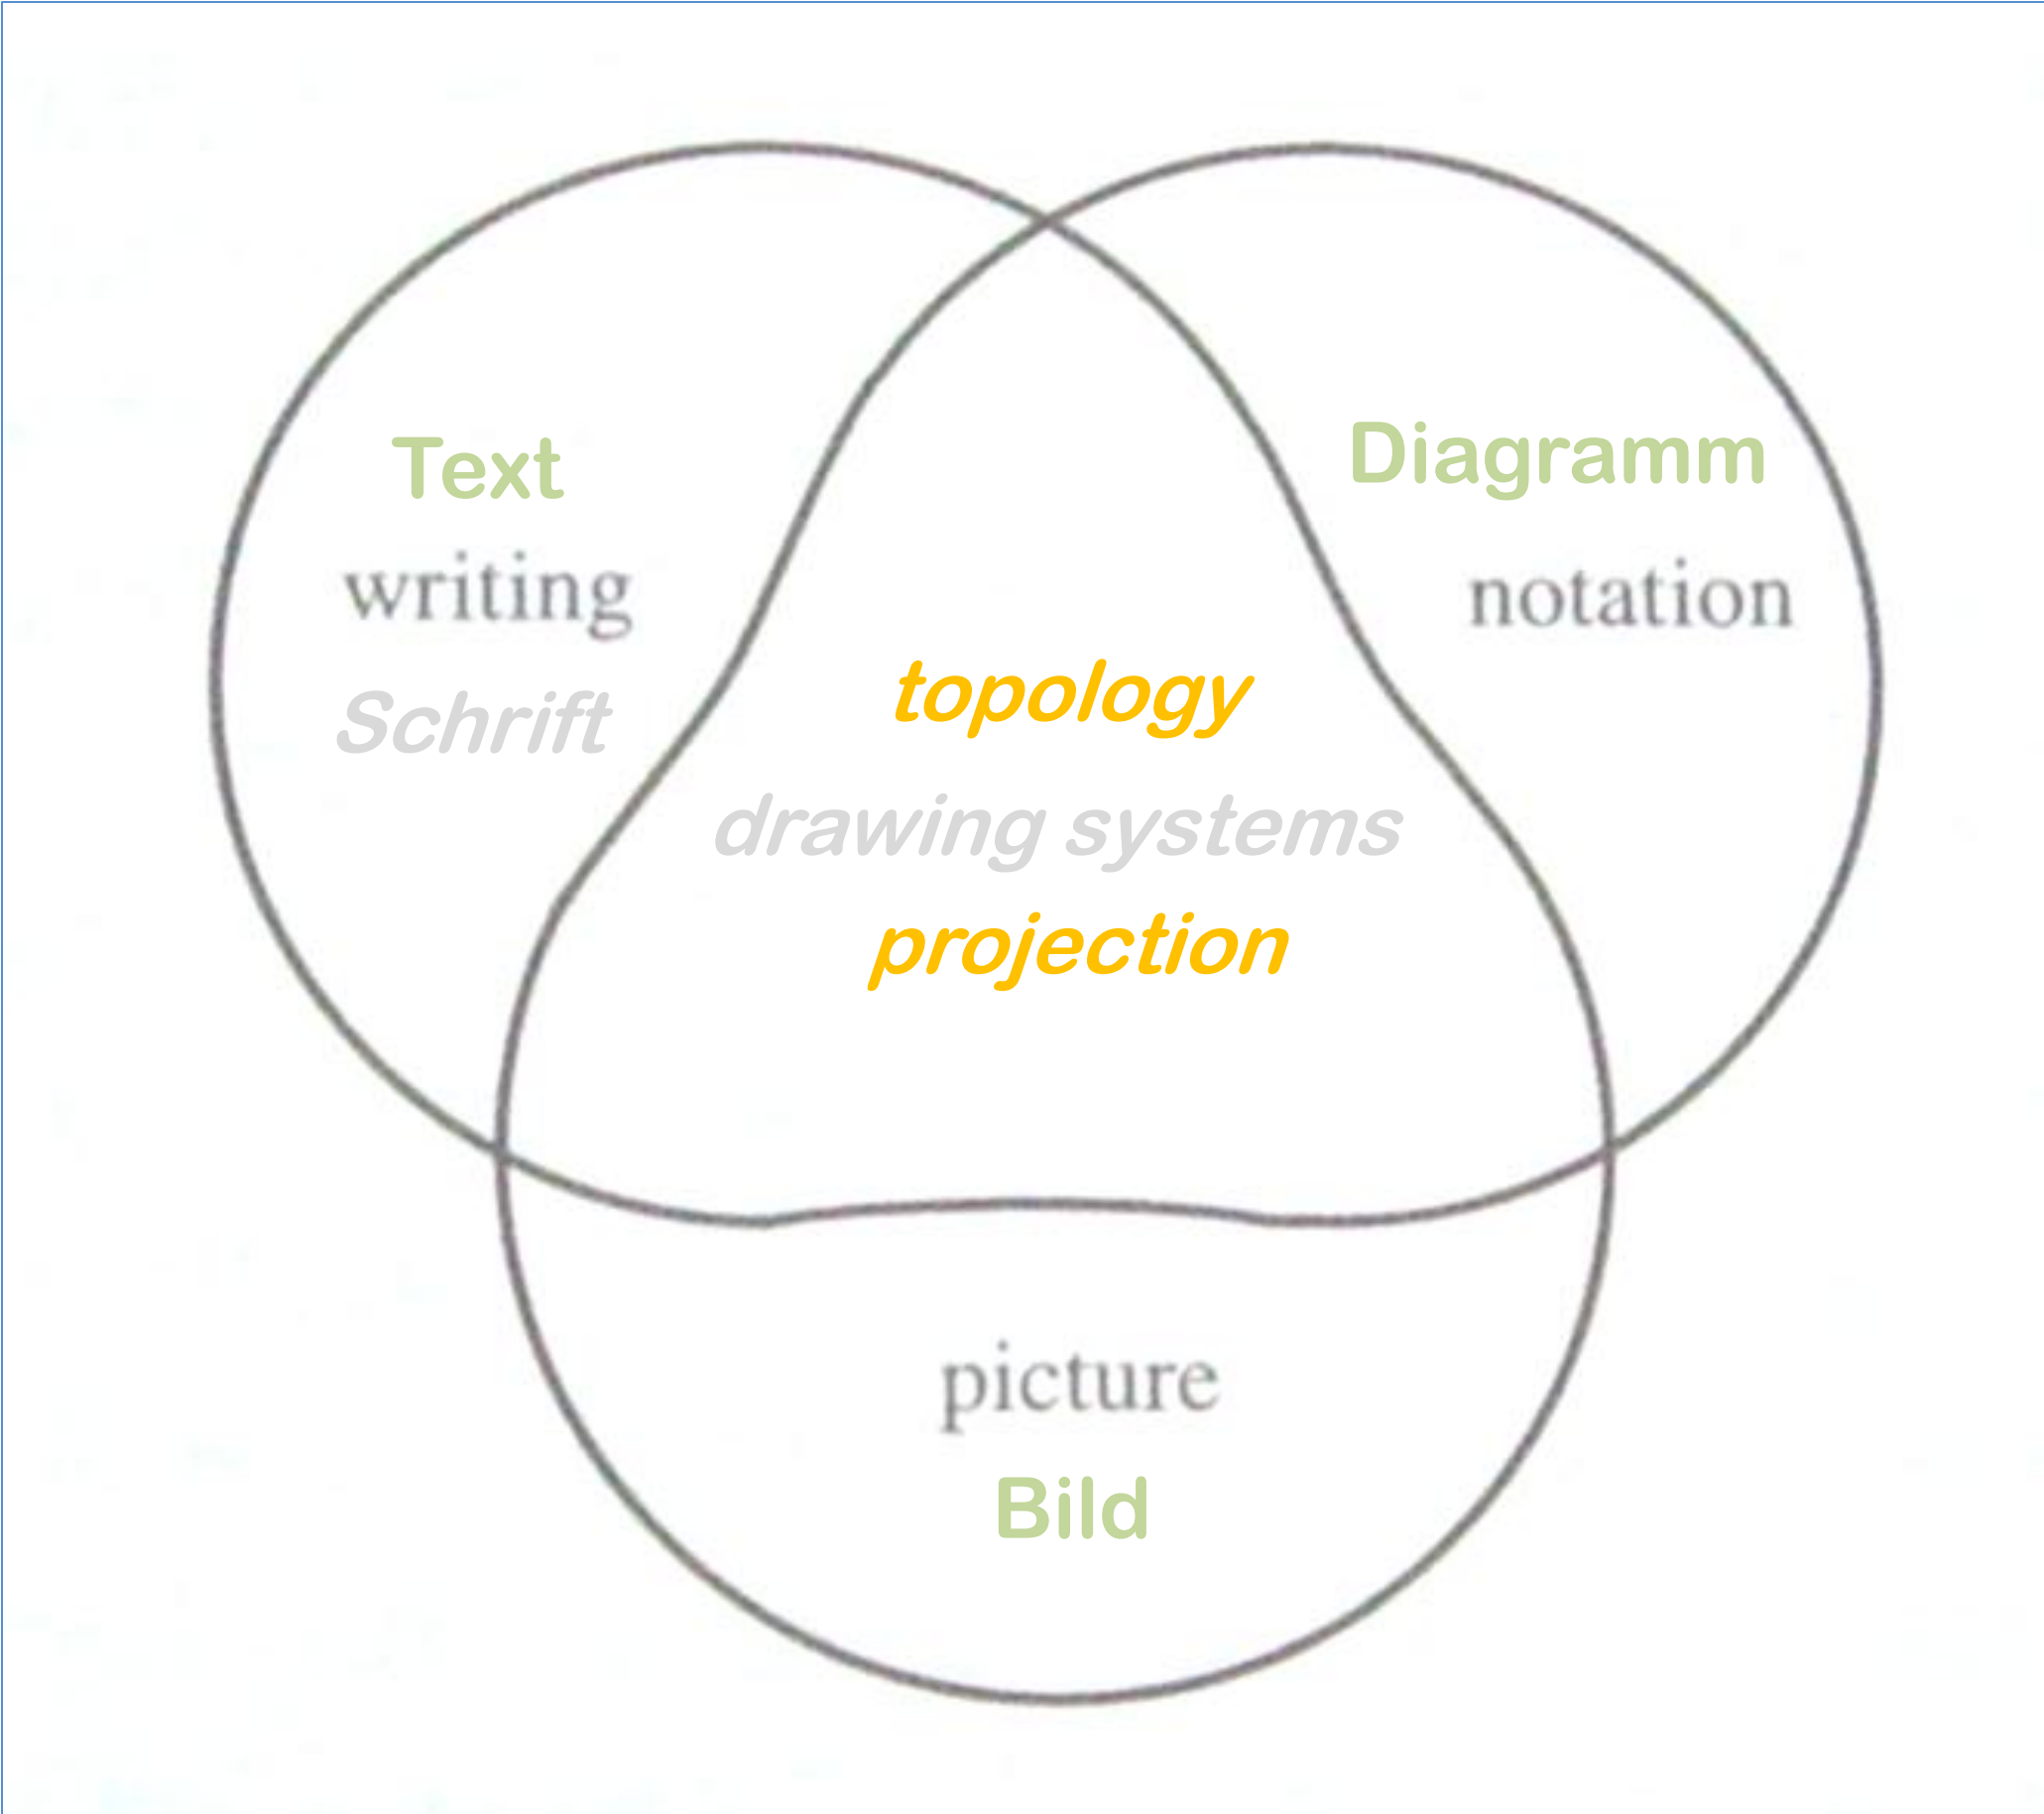 Text
writing
Schrift
Diagramm
notation
topology
drawing systems
projection
picture
Bild